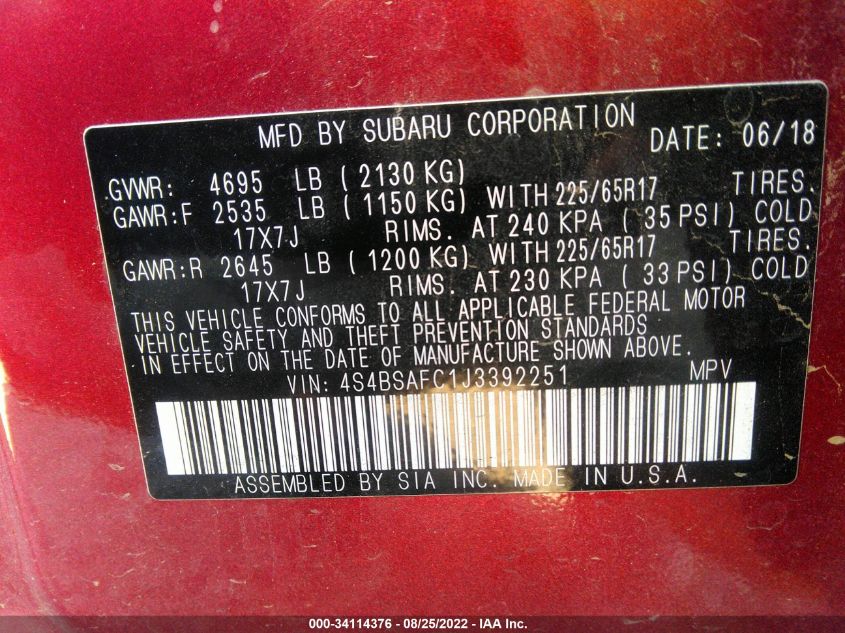 MFD BY SUBARU CORPORATION DATE: 06/18
GVWR: 4695 LB ( 2130 KG)
GAWR:F 2535 LB ( 1150 KG) WITH 225/65R17 TIRES.
17X7J RIMS. AT 240 KPA ( 35 PSI) COLD
GAWR:R 2645 LB ( 1200 KG) WITH 225/65R17 TIRES.
17X7J RIMS. AT 230 KPA ( 33 PSI) COLD
THIS VEHICLE CONFORMS TO ALL APPLICABLE FEDERAL MOTOR
VEHICLE SAFETY AND THEFT PREVENTION STANDARDS
IN EFFECT ON THE DATE OF MANUFACTURE SHOWN ABOVE.
VIN: 4S4BSAFC1J3392251 MPV
ASSEMBLED BY SIA INC. MADE IN U.S.A.
000-34114376 - 08/25/2022 - IAA Inc.